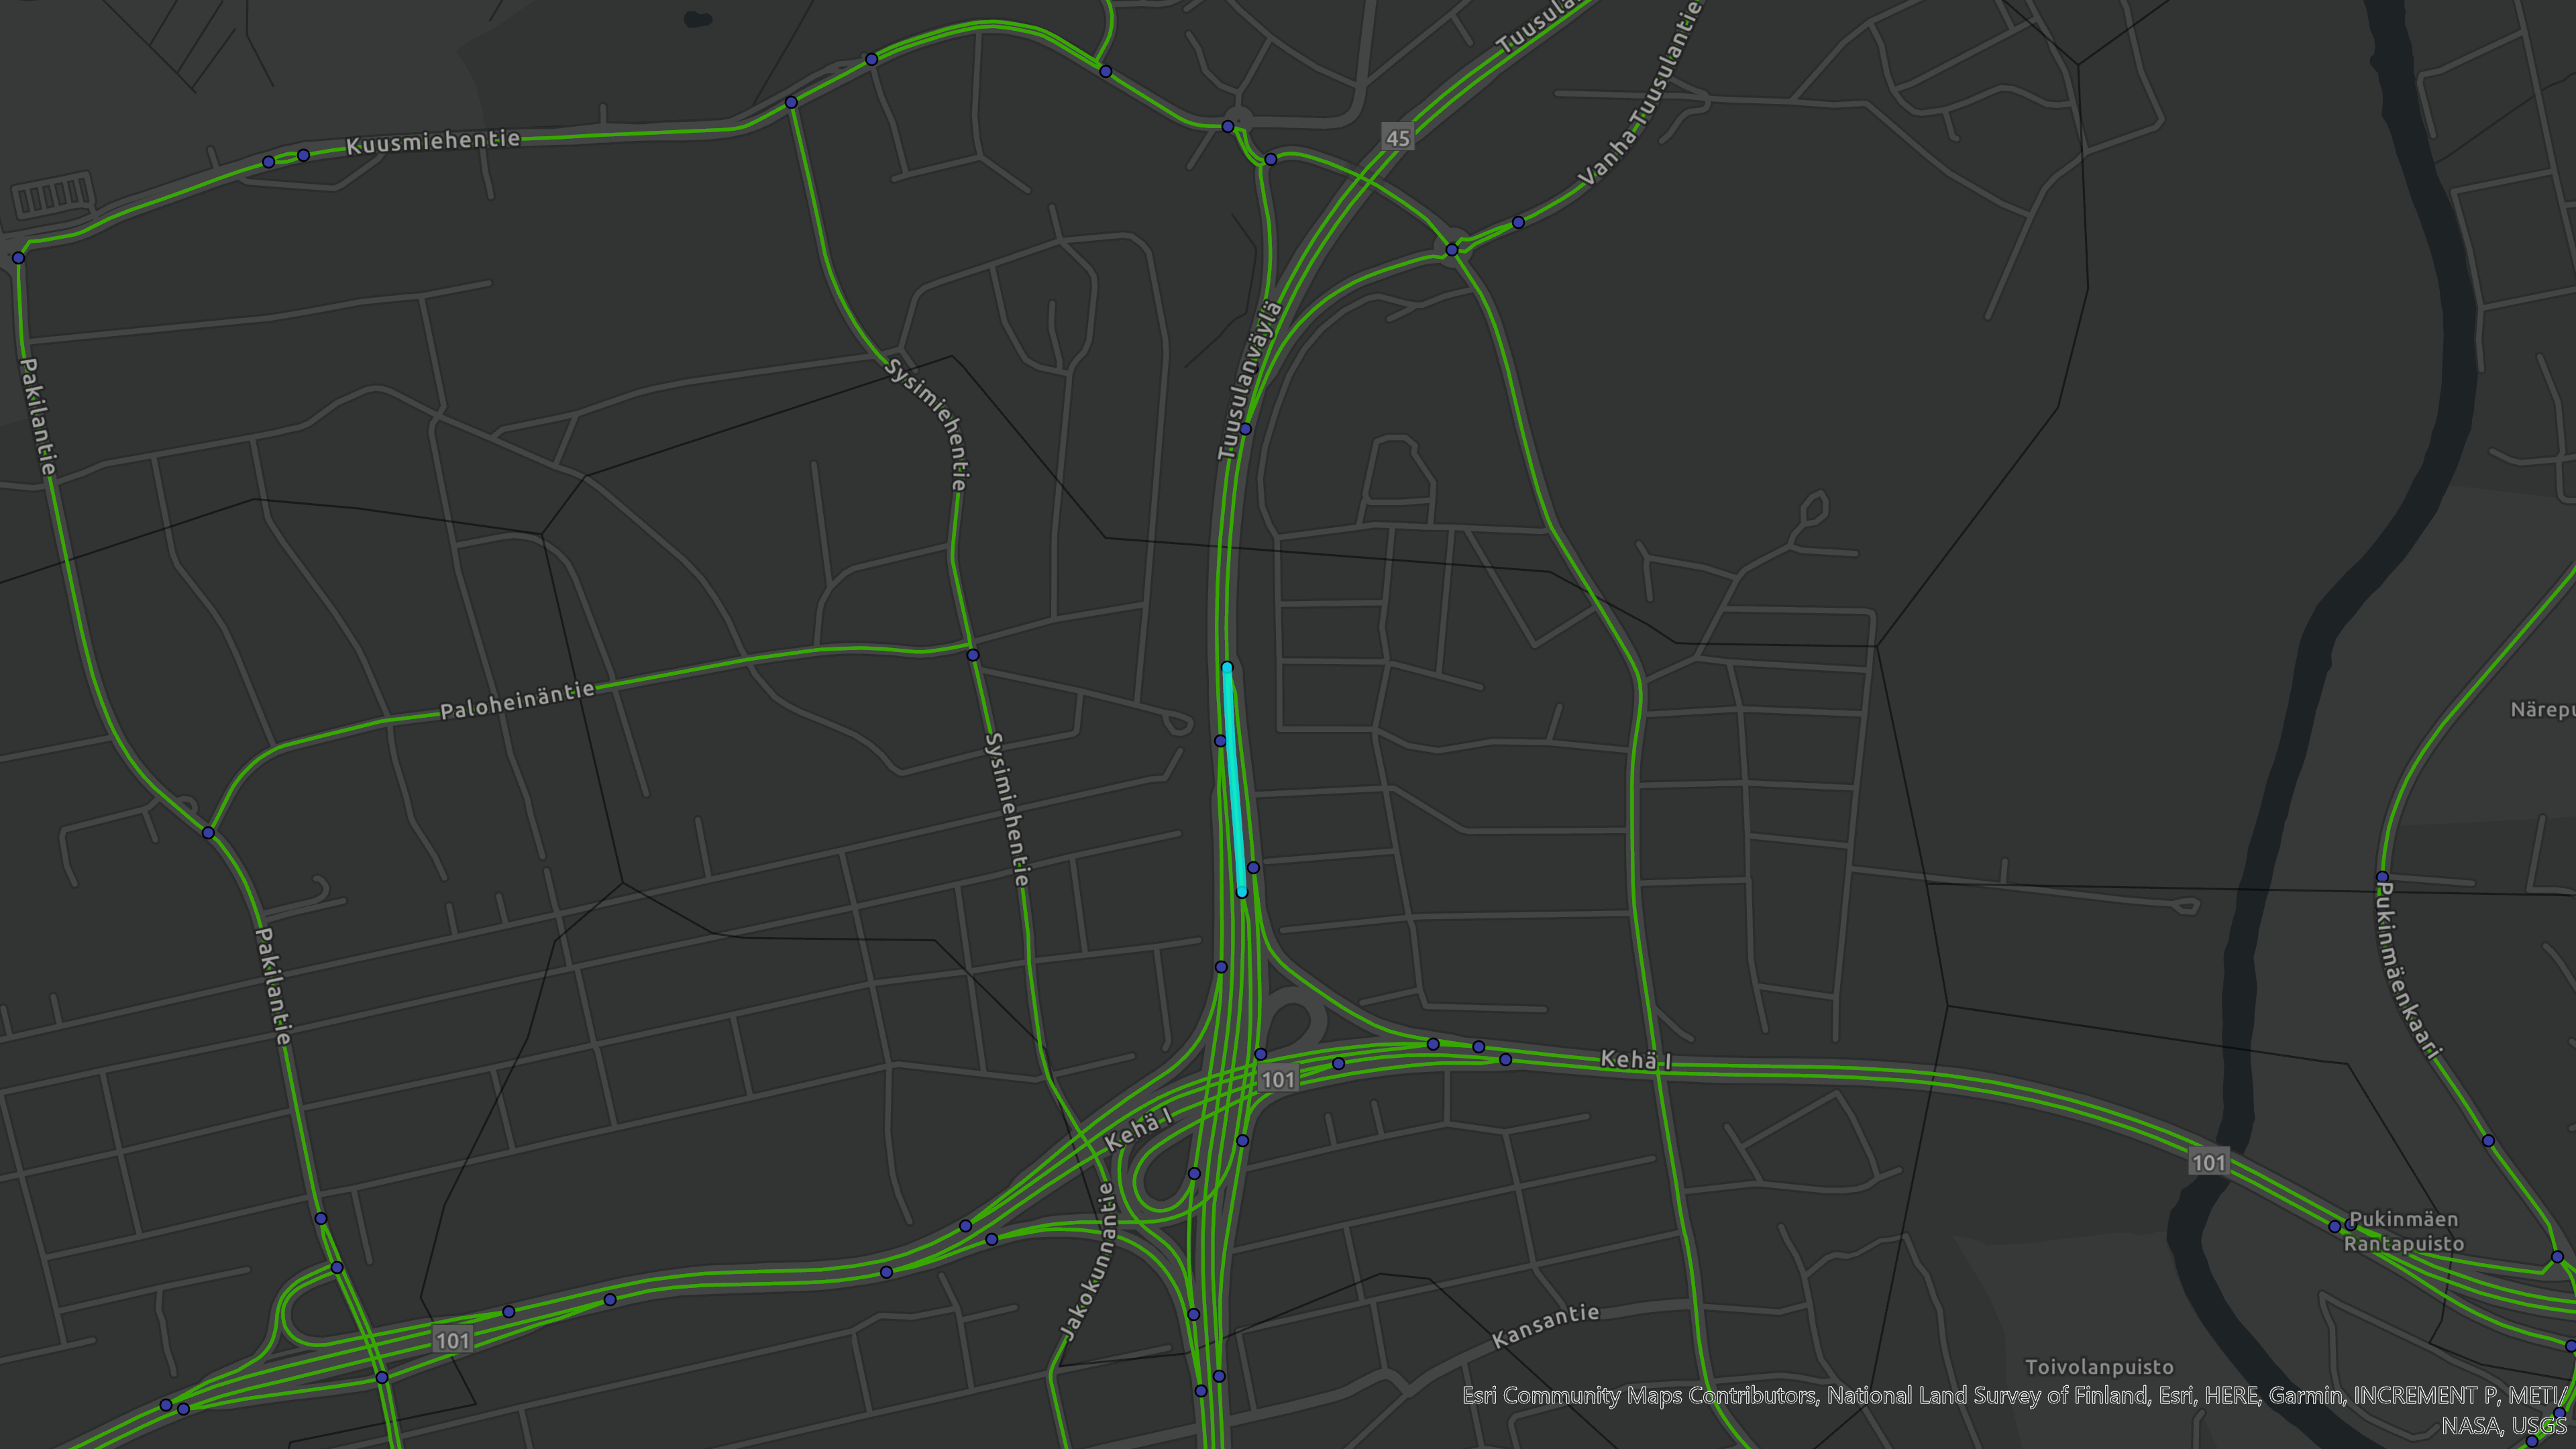 Tuusula
Vanha Tuusulantie
45
Kuusmiehentie
Pakilantie
Tuusulanväylä
Sysimiehentie
Paloheinäntie
Närepu
Sysimiehentie
Pukinmäenkaari
Pakilantie
Kehä I
101
Kehä I
101
Jakokunnantie
Pukinmäen
Rantapuisto
Kansantie
101
Toivolanpuisto
Esri Community Maps Contributors, National Land Survey of Finland, Esri, HERE, Garmin, INCREMENT P, METI/
NASA, USGS